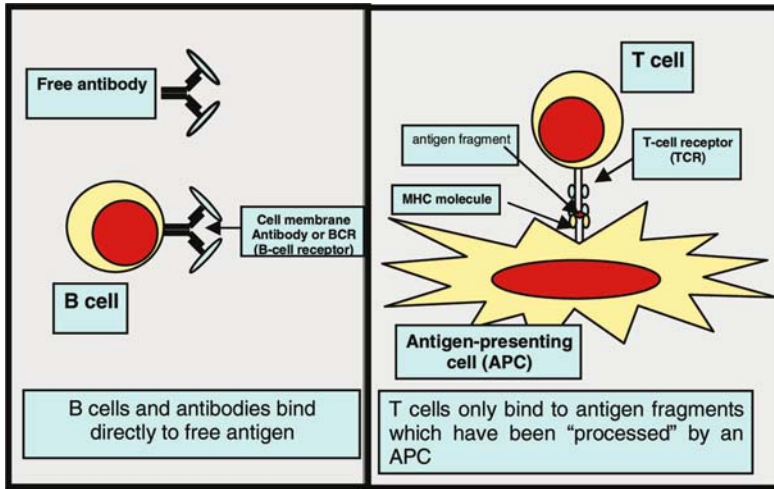 Free antibody
Cell membrane
Antibody or BCR
(B-cell receptor)
B cell
B cells and antibodies bind
directly to free antigen
T cell
antigen fragment
T-cell receptor
(TCR)
MHC molecule
Antigen-presenting
cell (APC)
T cells only bind to antigen fragments
which have been “processed” by an
APC